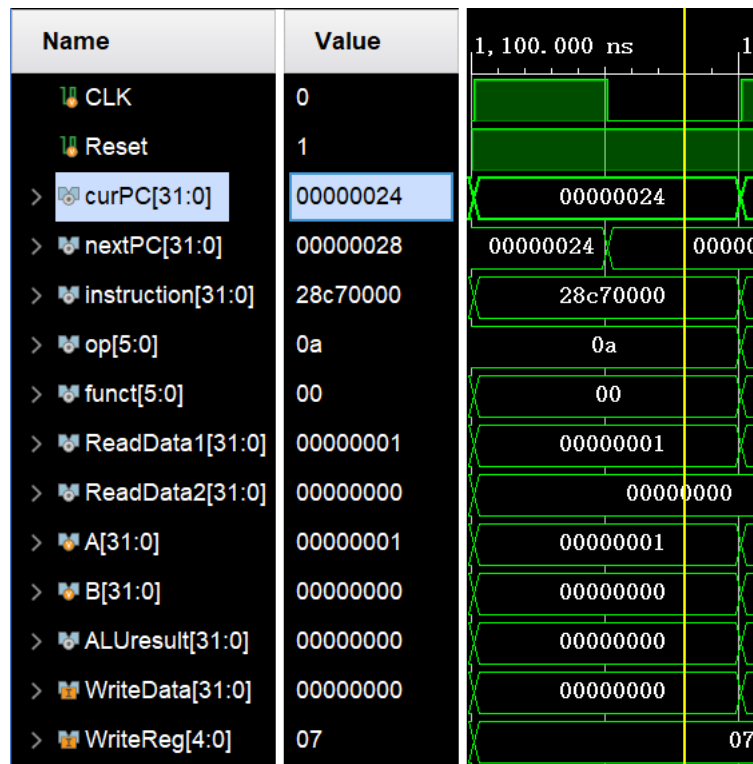 Name Value 1,100.000 ns 1
CLK 0
Reset 1
curPC[31:0] 00000024 00000024
nextPC[31:0] 00000028 00000024 00000
instruction[31:0] 28c70000 28c70000
op[5:0] 0a 0a
funct[5:0] 00 00
ReadData1[31:0] 00000001 00000001
ReadData2[31:0] 00000000 00000000
A[31:0] 00000001 00000001
B[31:0] 00000000 00000000
ALUresult[31:0] 00000000 00000000
WriteData[31:0] 00000000 00000000
WriteReg[4:0] 07 07